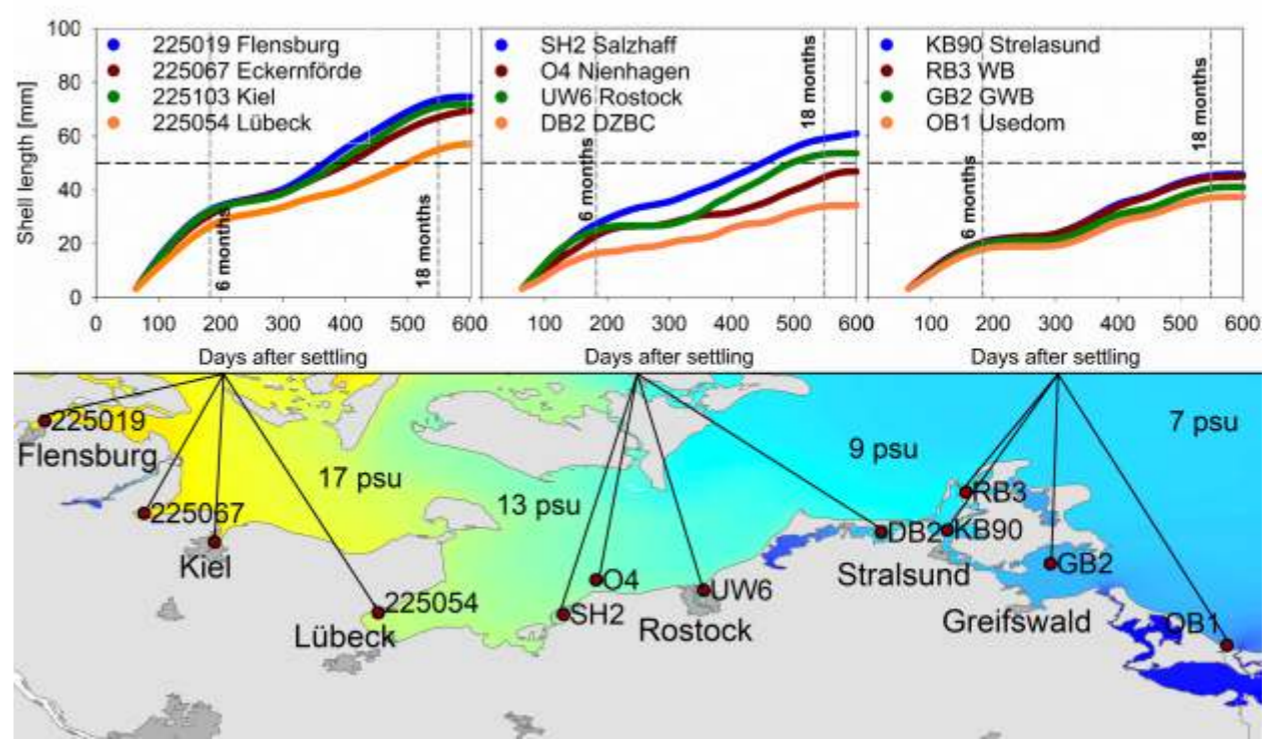 100
80
60
40
20
0
Shell length [mm]
225019 Flensburg
225067 Eckernförde
225103 Kiel
225054 Lübeck
6 months
18 months
0 100 200 300 400 500 600
Days after settling
SH2 Salzhaff
O4 Nienhagen
UW6 Rostock
DB2 DZBC
6 months
18 months
0 100 200 300 400 500 600
Days after settling
KB90 Strelasund
RB3 WB
GB2 GWB
OB1 Usedom
6 months
18 months
0 100 200 300 400 500 600
Days after settling
225019
Flensburg
17 psu
13 psu
9 psu
7 psu
225067
Kiel
225054
Lübeck
O4
SH2
UW6
Rostock
RB3
DB2
KB90
Stralsund
GB2
Greifswald
OB1